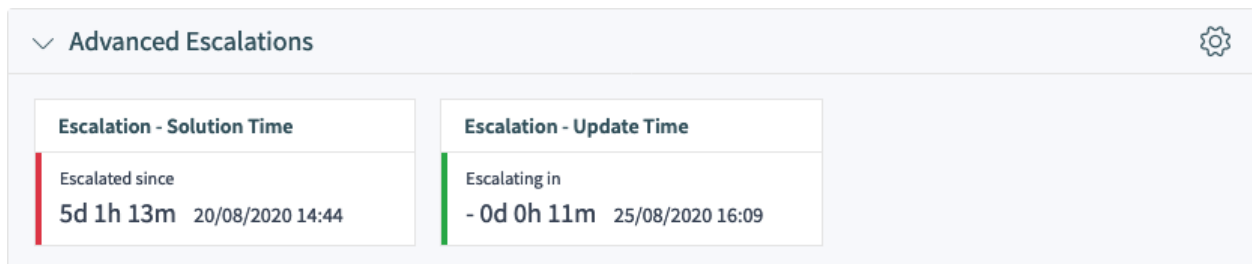 Advanced Escalations
Escalation - Solution Time
Escalated since
5d 1h 13m 20/08/2020 14:44
Escalation - Update Time
Escalating in
- 0d 0h 11m 25/08/2020 16:09